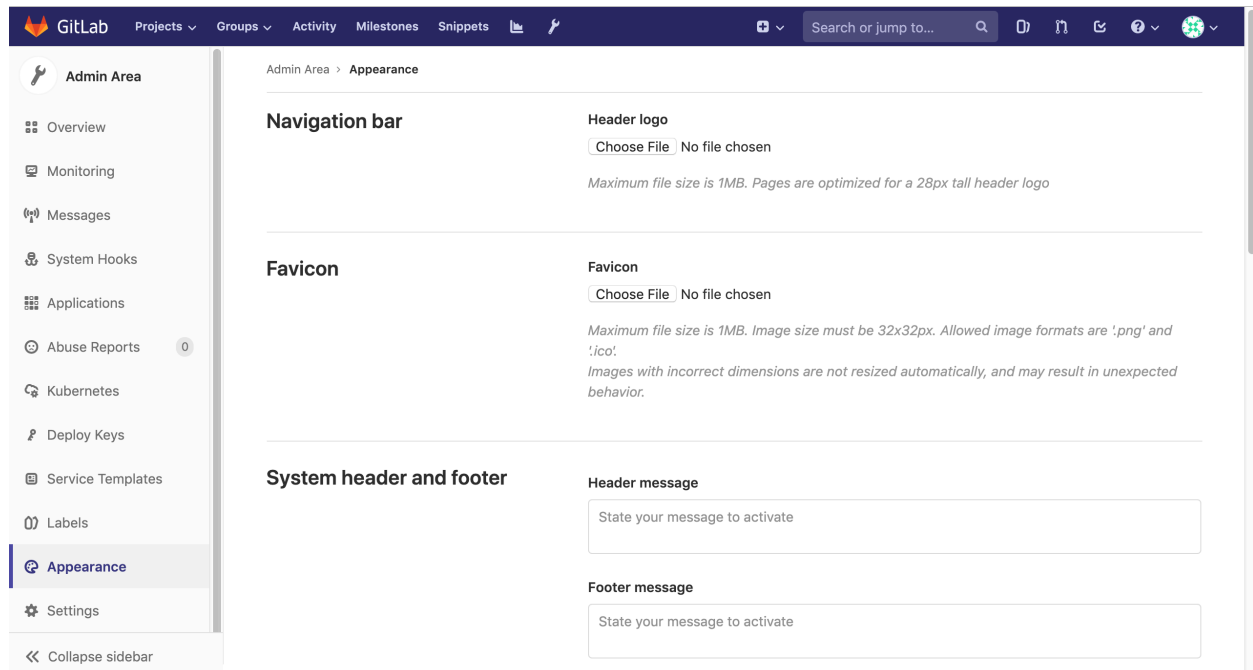 GitLab
Projects
Groups
Activity
Milestones
Snippets
Search or jump to...
Admin Area
Overview
Monitoring
Messages
System Hooks
Applications
Abuse Reports 0
Kubernetes
Deploy Keys
Service Templates
Labels
Appearance
Settings
Collapse sidebar
Admin Area › Appearance
Navigation bar
Header logo
Choose File No file chosen
Maximum file size is 1MB. Pages are optimized for a 28px tall header logo
Favicon
Favicon
Choose File No file chosen
Maximum file size is 1MB. Image size must be 32x32px. Allowed image formats are '.png' and
'.ico'.
Images with incorrect dimensions are not resized automatically, and may result in unexpected
behavior.
System header and footer
Header message
State your message to activate
Footer message
State your message to activate